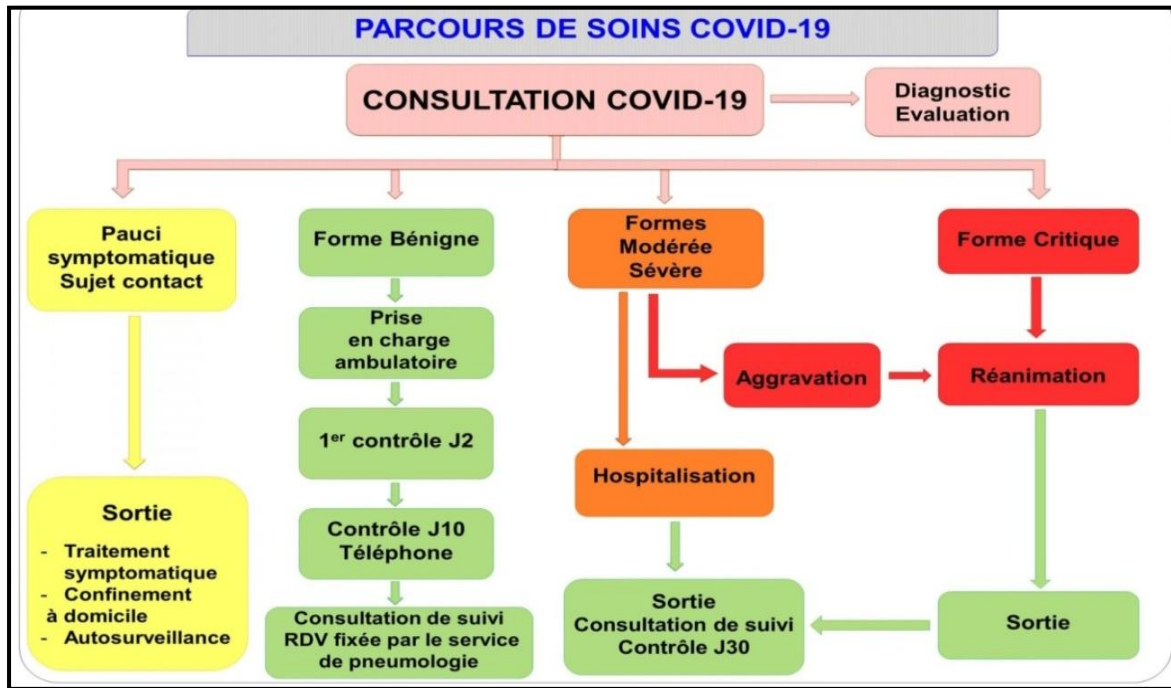 PARCOURS DE SOINS COVID-19
CONSULTATION COVID-19
Diagnostic
Evaluation
Pauci
symptomatique
Sujet contact
Forme Bénigne
Formes
Modérée
Sévère
Forme Critique
Prise
en charge
ambulatoire
Aggravation
Réanimation
1er contrôle J2
Hospitalisation
Sortie
- Traitement
symptomatique
- Confinement
à domicile
- Autosurveillance
Contrôle J10
Téléphone
Consultation de suivi
RDV fixée par le service
de pneumologie
Sortie
Consultation de suivi
Contrôle J30
Sortie